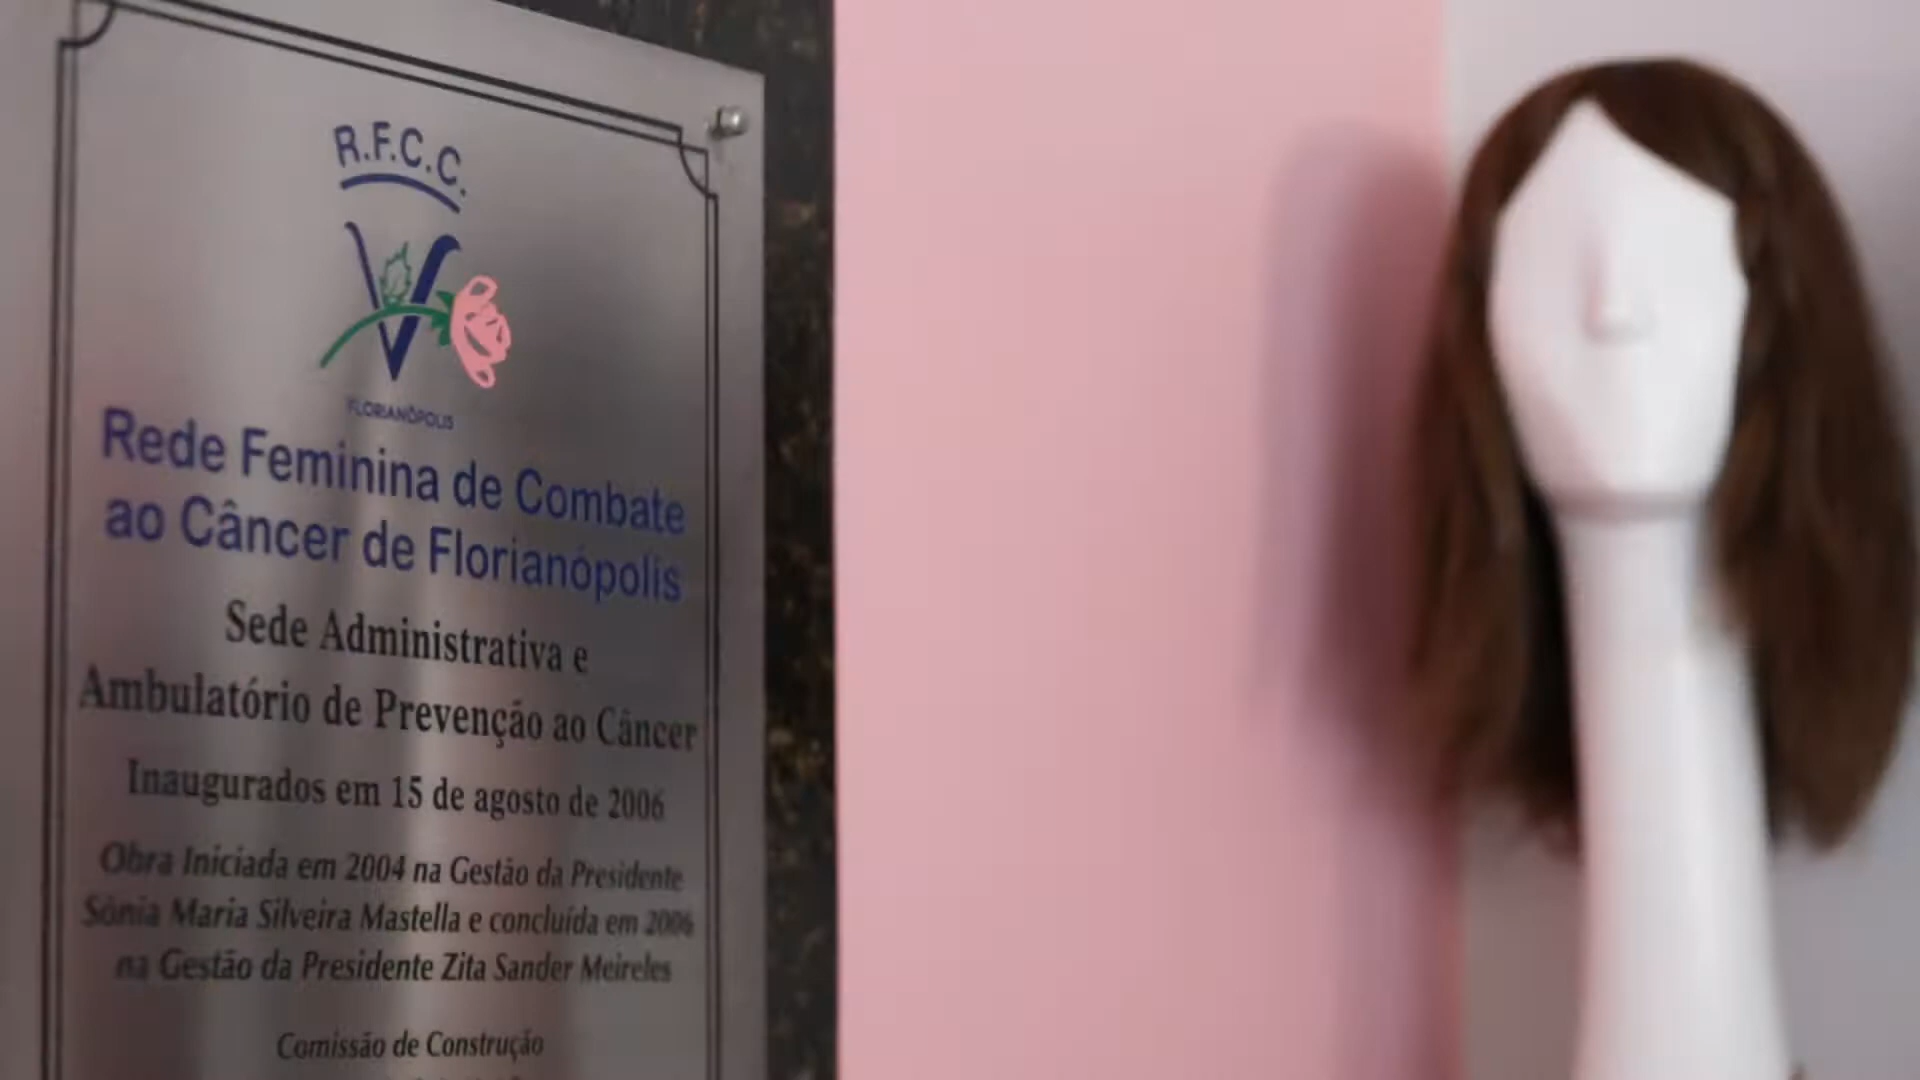 R.F.C.C.
FLORIANÓPOLIS
Rede Feminina de Combate
ao Câncer de Florianópolis
Sede Administrativa e
Ambulatório de Prevenção ao Câncer
Inaugurados em 15 de agosto de 2006
Obra Iniciada em 2004 na Gestão da Presidente
Sônia Maria Silveira Mastella e concluída em 2006
na Gestão da Presidente Zita Sander Meireles
Comissão de Construção